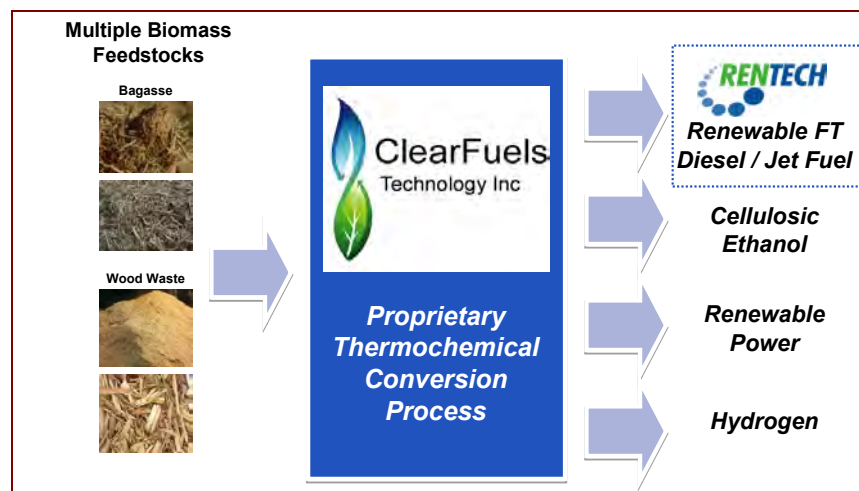 Multiple Biomass
Feedstocks
Bagasse
Wood Waste
ClearFuels
Technology Inc
Proprietary
Thermochemical
Conversion
Process
RENTECH
Renewable FT
Diesel / Jet Fuel
Cellulosic
Ethanol
Renewable
Power
Hydrogen